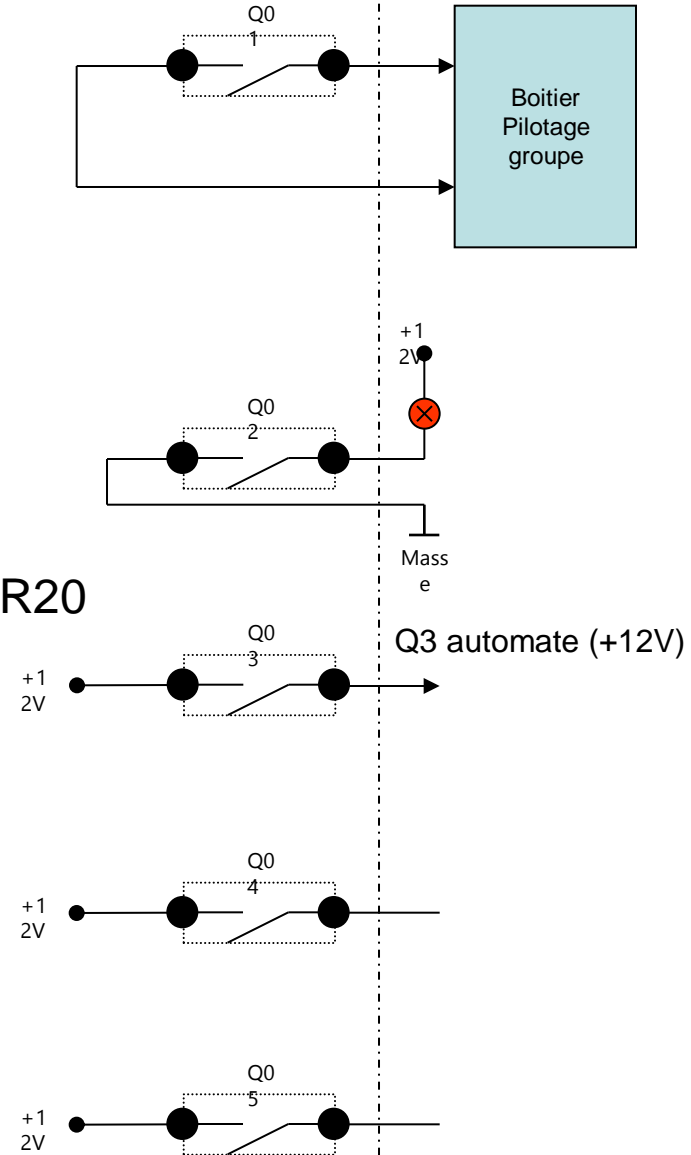 Q0
1
Boitier
Pilotage
groupe
+1
2V
Q0
2
Mass
e
R20
Q0
3
Q3 automate (+12V)
+1
2V
Q0
4
+1
2V
Q0
5
+1
2V